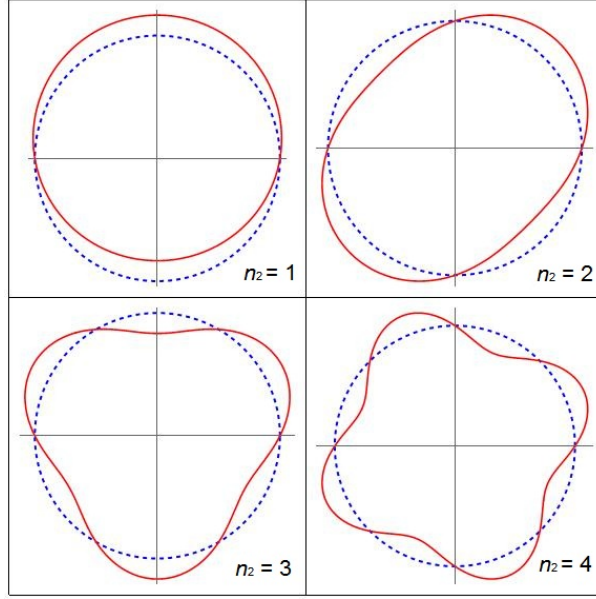 n₂ = 1
n₂ = 2
n₂ = 3
n₂ = 4